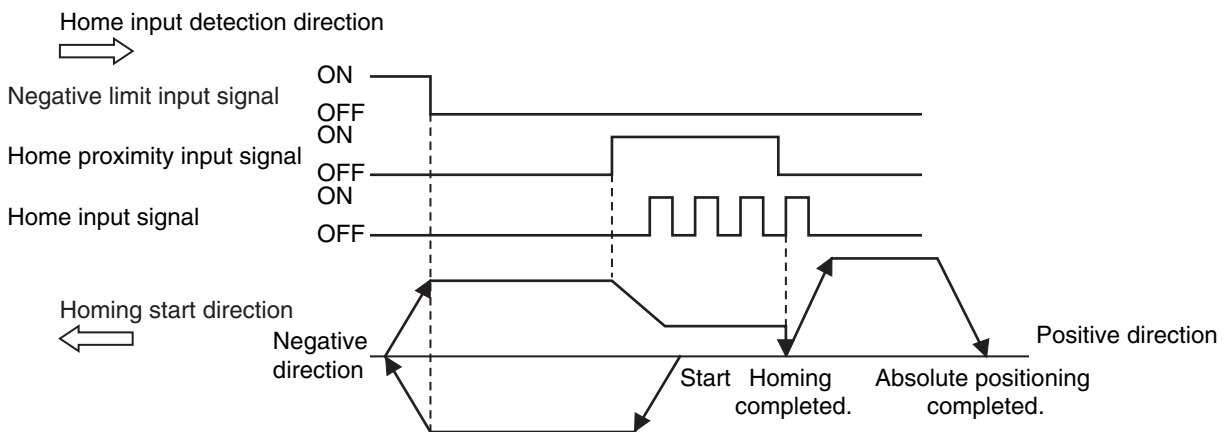 Home input detection direction
ON
Negative limit input signal
OFF
ON
Home proximity input signal
OFF
ON
Home input signal
OFF
Homing start direction
Negative
direction
Positive direction
Start
Homing
completed.
Absolute positioning
completed.